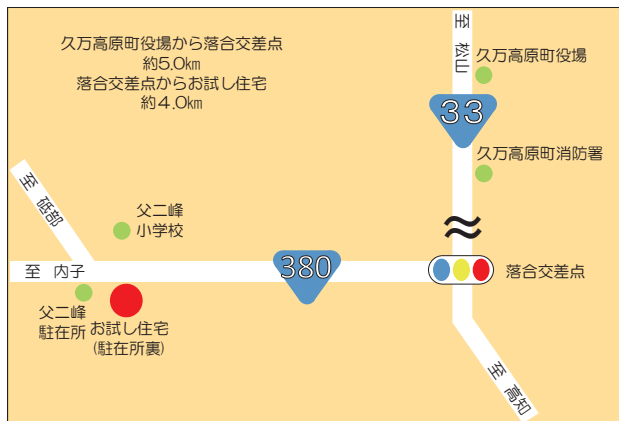 久万高原町役場から落合交差点
約5.0km
落合交差点からお試し住宅
約4.0km
至 松山
久万高原町役場
33
久万高原町消防署
至 砥部
父二峰
小学校
至 内子
380
落合交差点
父二峰
駐在所
お試し住宅
(駐在所裏)
至 高知